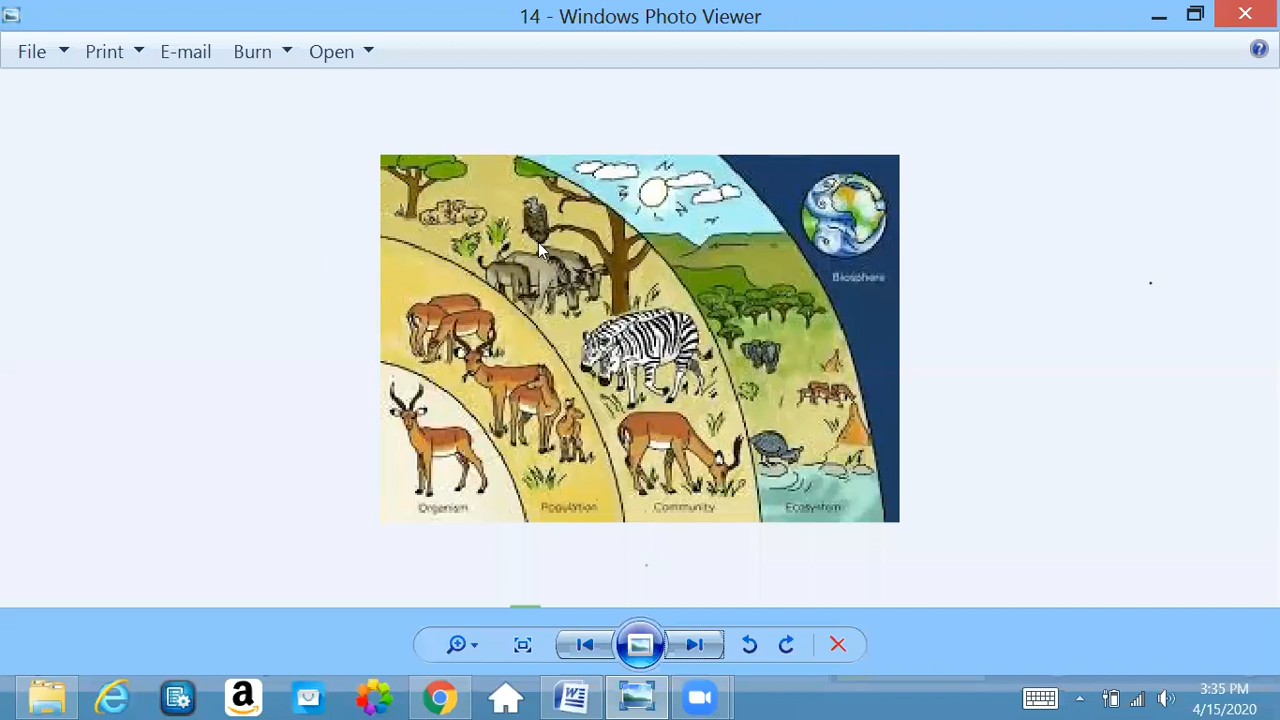 14 - Windows Photo Viewer
File Print E-mail Burn Open
Biosphere
Organism Population Community Ecosystem
3:35 PM
4/15/2020